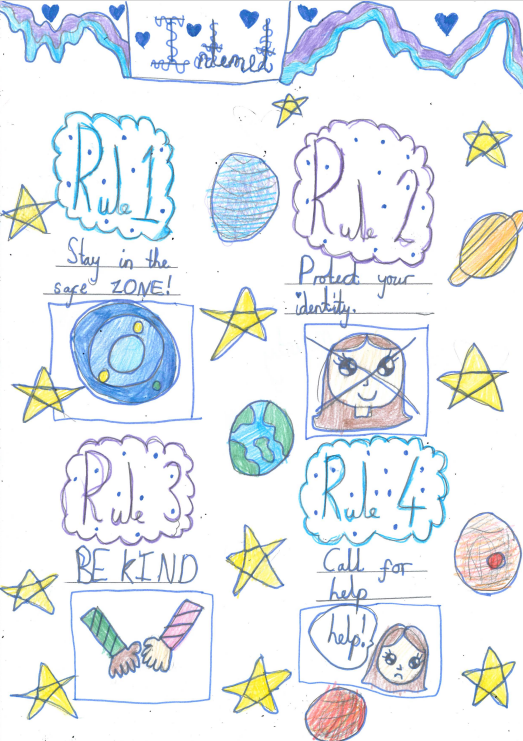 Rule 1
Stay in the
safe ZONE!
Rule 2
Protect your
identity.
Rule 3
BE KIND
Rule 4
Call for
help
help!